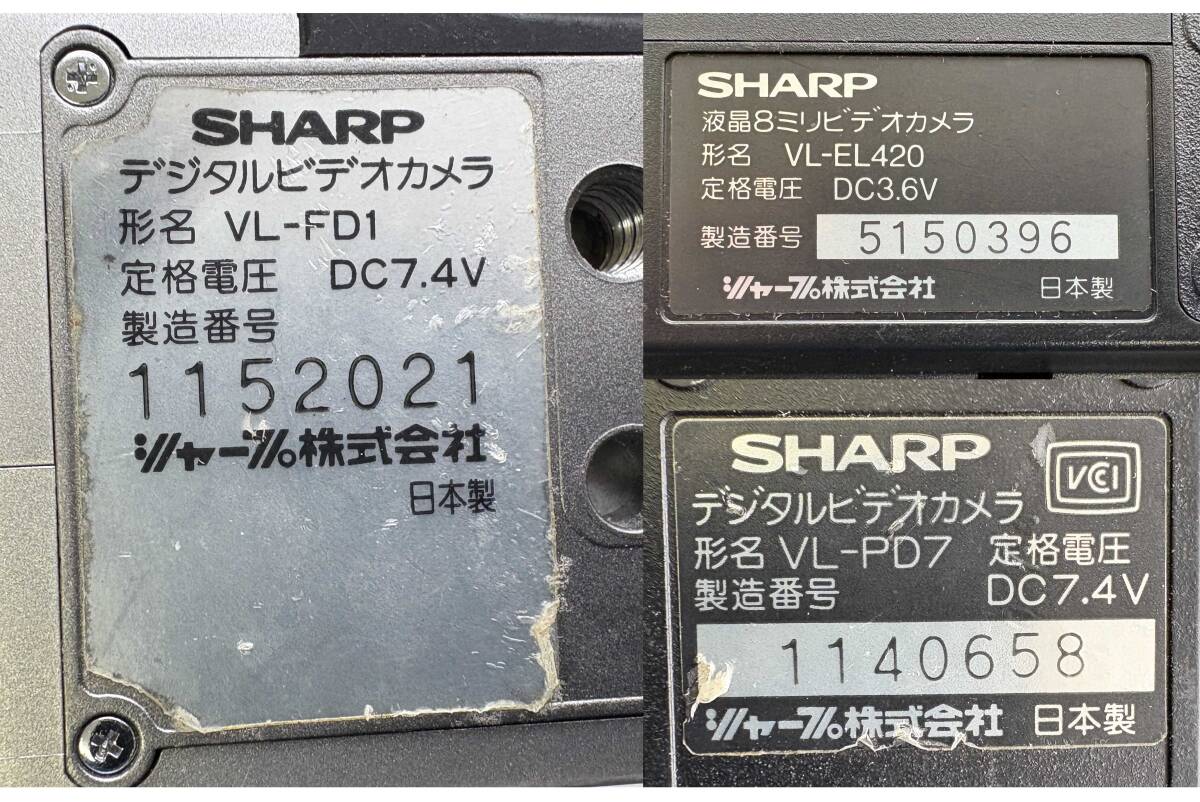 SHARP
デジタルビデオカメラ
形名 VL-FD1
定格電圧 DC7.4V
製造番号
1152021
シャープ株式会社
日本製
SHARP
液晶8ミリビデオカメラ
形名 VL-EL420
定格電圧 DC3.6V
製造番号 5150396
シャープ株式会社 日本製
SHARP
VCI
デジタルビデオカメラ
形名 VL-PD7 定格電圧
製造番号 DC7.4V
1140658
シャープ株式会社 日本製